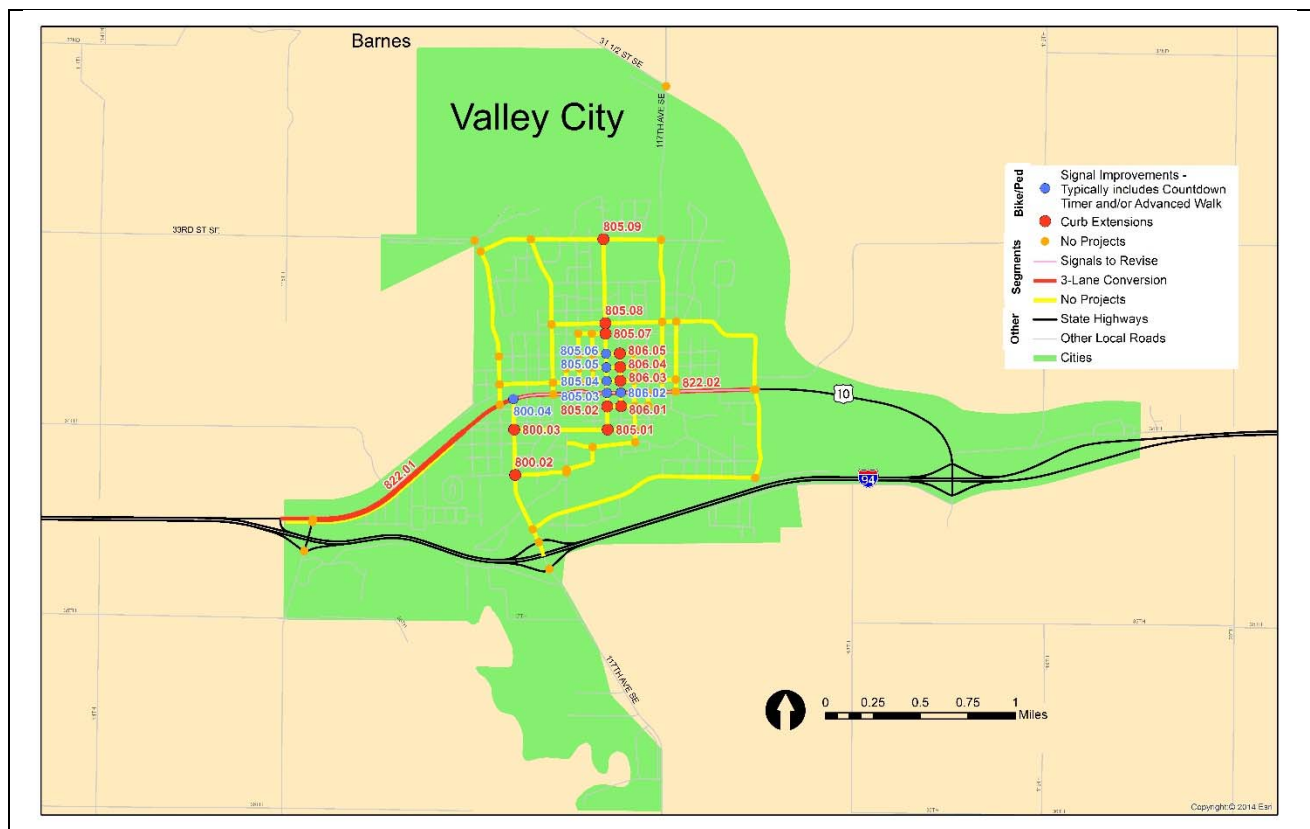 Barnes
31 1/2 ST SE
117TH AVE SE
Valley City
33RD ST SE
Bike/Ped
Signal Improvements -
Typically includes Countdown
Timer and/or Advanced Walk
Curb Extensions
No Projects
Segments
Signals to Revise
3-Lane Conversion
No Projects
Other
State Highways
Other Local Roads
Cities
805.09
805.08
805.07
805.06
806.05
805.05
806.04
805.04
806.03
822.02
805.03
806.02
10
800.04
805.02
806.01
800.03
805.01
800.02
822.01
94
117TH AVE SE
0 0.25 0.5 0.75 1
Miles
Copyright:© 2014 Esri